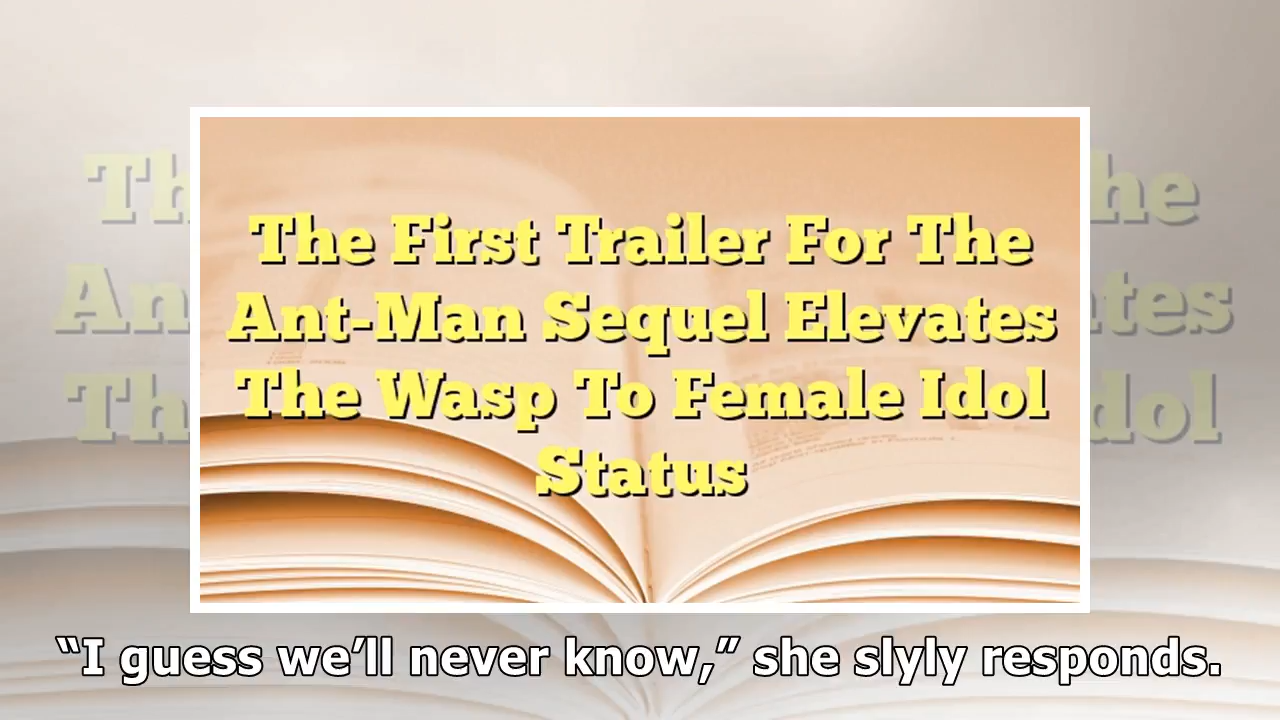 The First Trailer For The
Ant-Man Sequel Elevates
The Wasp To Female Idol
Status
“I guess we’ll never know,” she slyly responds.